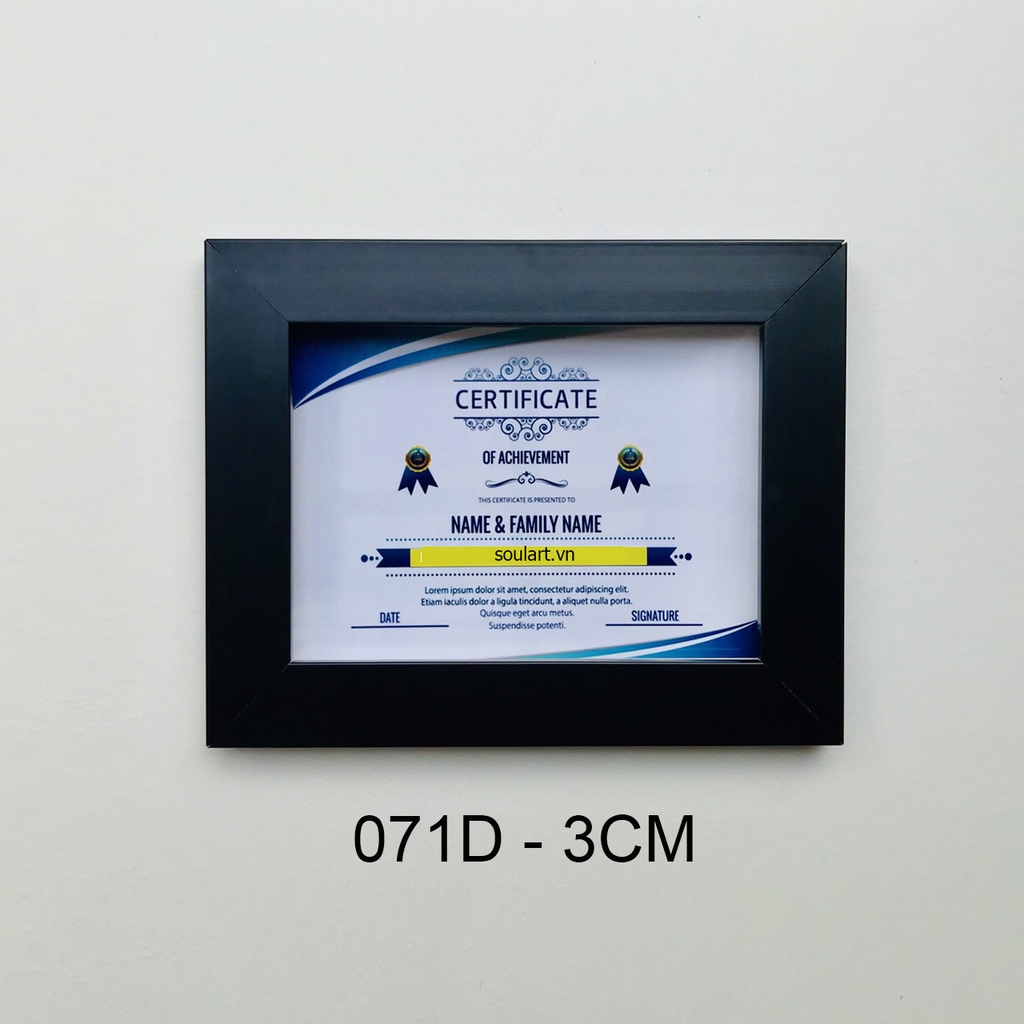 CERTIFICATE
OF ACHIEVEMENT
THIS CERTIFICATE IS PRESENTED TO
NAME & FAMILY NAME
soulart.vn
Lorem ipsum dolor sit amet, consectetur adipiscing elit.
Etiam iaculis dolor a ligula tincidunt, a aliquet nulla porta.
Quisque eget arcu metus.
Suspendisse potenti.
DATE
SIGNATURE
071D - 3CM